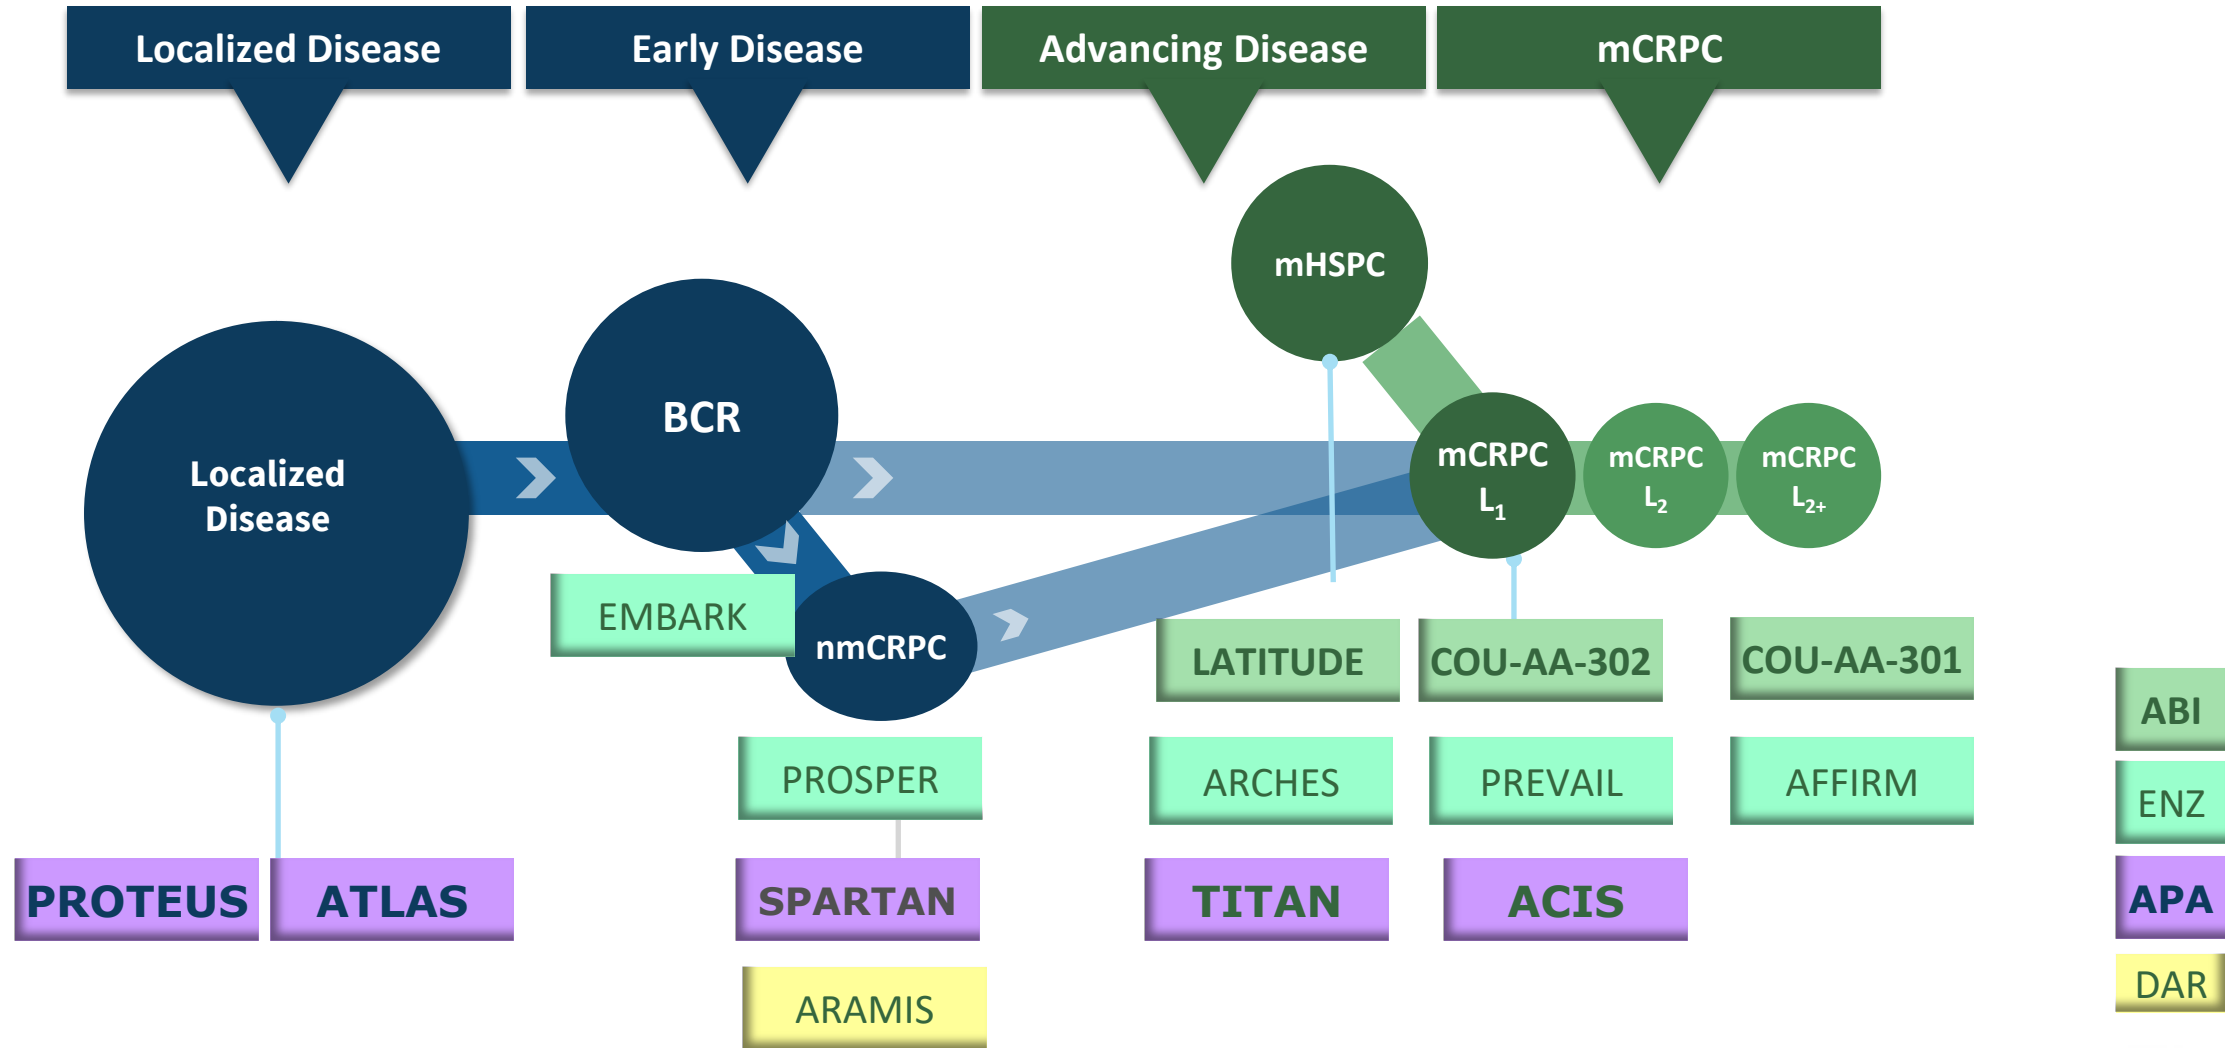 Localized Disease
Early Disease
Advancing Disease
mCRPC
mHSPC
BCR
Localized
Disease
mCRPC
L1
mCRPC
L2
mCRPC
L2+
EMBARK
nmCRPC
LATITUDE
COU-AA-302
COU-AA-301
ABI
PROSPER
ARCHES
PREVAIL
AFFIRM
ENZ
PROTEUS
ATLAS
SPARTAN
TITAN
ACIS
APA
ARAMIS
DAR